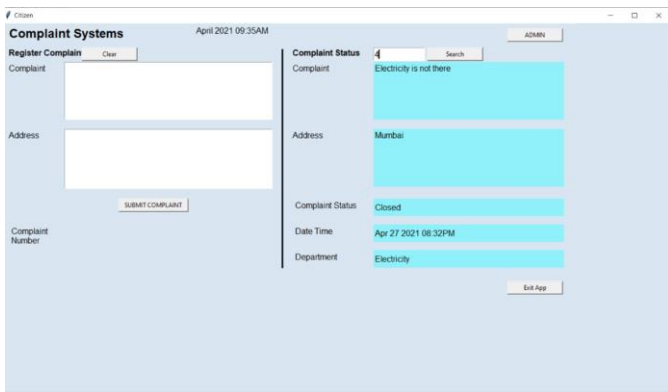 Citizen
Complaint Systems
April 2021 09:35AM
ADMIN
Register Complain
Clear
Complaint
Address
SUBMIT COMPLAINT
Complaint
Number
Complaint Status
4
Search
Complaint
Electricity is not there
Address
Mumbai
Complaint Status
Closed
Date Time
Apr 27 2021 08:32PM
Department
Electricity
Exit App